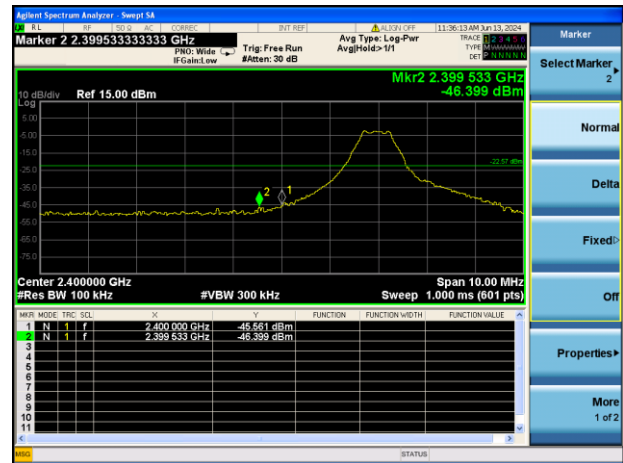 Agilent Spectrum Analyzer - Swept SA
RL RF 50 Ω AC CORREC INT REF ALIGN OFF 11:36:13 AM Jun 13, 2024
Marker 2 2.399533333333 GHz
PNO: Wide
IFGain:Low
Trig: Free Run
#Atten: 30 dB
Avg Type: Log-Pwr
Avg|Hold>1/1
TRACE 1 2 3 4 5 6
TYPE M
DET P N N N N N
Mkr2 2.399 533 GHz
-46.399 dBm
10 dB/div Ref 15.00 dBm
Log
5.00
-5.00
-15.0
-25.0
-35.0
-45.0
-55.0
-65.0
-75.0
-22.57 dBm
2
1
Center 2.400000 GHz Span 10.00 MHz
#Res BW 100 kHz #VBW 300 kHz Sweep 1.000 ms (601 pts)
MKR MODE TRC SCL X Y FUNCTION FUNCTION WIDTH FUNCTION VALUE
1 N 1 f 2.400 000 GHz -45.561 dBm
2 N 1 f 2.399 533 GHz -46.399 dBm
3
4
5
6
7
8
9
10
11
MSG STATUS
Marker
Select Marker
2
Normal
Delta
Fixed
Off
Properties
More
1 of 2